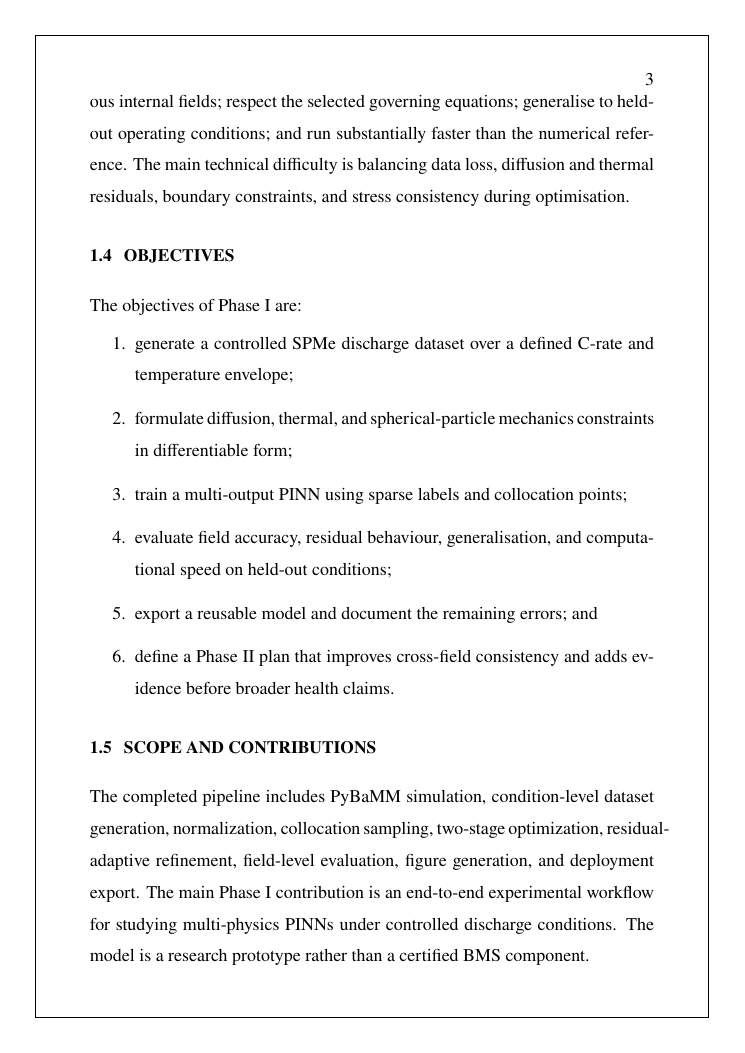 3
ous internal fields; respect the selected governing equations; generalise to held-
out operating conditions; and run substantially faster than the numerical refer-
ence. The main technical difficulty is balancing data loss, diffusion and thermal
residuals, boundary constraints, and stress consistency during optimisation.
1.4 OBJECTIVES
The objectives of Phase I are:
1. generate a controlled SPMe discharge dataset over a defined C-rate and
temperature envelope;
2. formulate diffusion, thermal, and spherical-particle mechanics constraints
in differentiable form;
3. train a multi-output PINN using sparse labels and collocation points;
4. evaluate field accuracy, residual behaviour, generalisation, and computa-
tional speed on held-out conditions;
5. export a reusable model and document the remaining errors; and
6. define a Phase II plan that improves cross-field consistency and adds ev-
idence before broader health claims.
1.5 SCOPE AND CONTRIBUTIONS
The completed pipeline includes PyBaMM simulation, condition-level dataset
generation, normalization, collocation sampling, two-stage optimization, residual-
adaptive refinement, field-level evaluation, figure generation, and deployment
export. The main Phase I contribution is an end-to-end experimental workflow
for studying multi-physics PINNs under controlled discharge conditions. The
model is a research prototype rather than a certified BMS component.